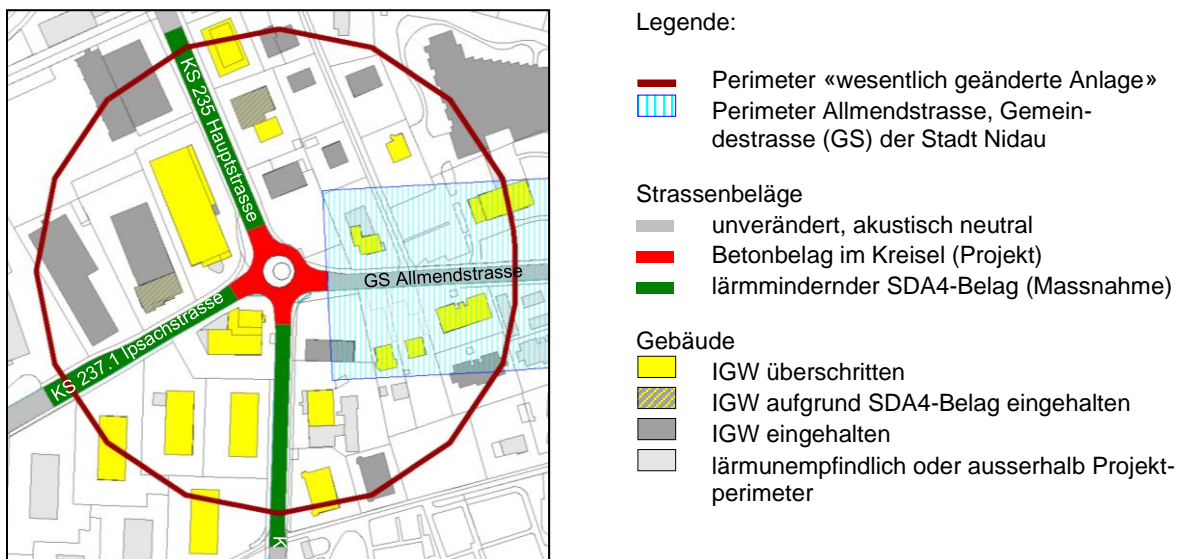 KS 235 Hauptstrasse
GS Allmendstrasse
KS 237.1 Ipsachstrasse
K
Legende:
Perimeter «wesentlich geänderte Anlage»
Perimeter Allmendstrasse, Gemein-
destrasse (GS) der Stadt Nidau
Strassenbeläge
unverändert, akustisch neutral
Betonbelag im Kreisel (Projekt)
lärmmindernder SDA4-Belag (Massnahme)
Gebäude
IGW überschritten
IGW aufgrund SDA4-Belag eingehalten
IGW eingehalten
lärmunempfindlich oder ausserhalb Projekt-
perimeter